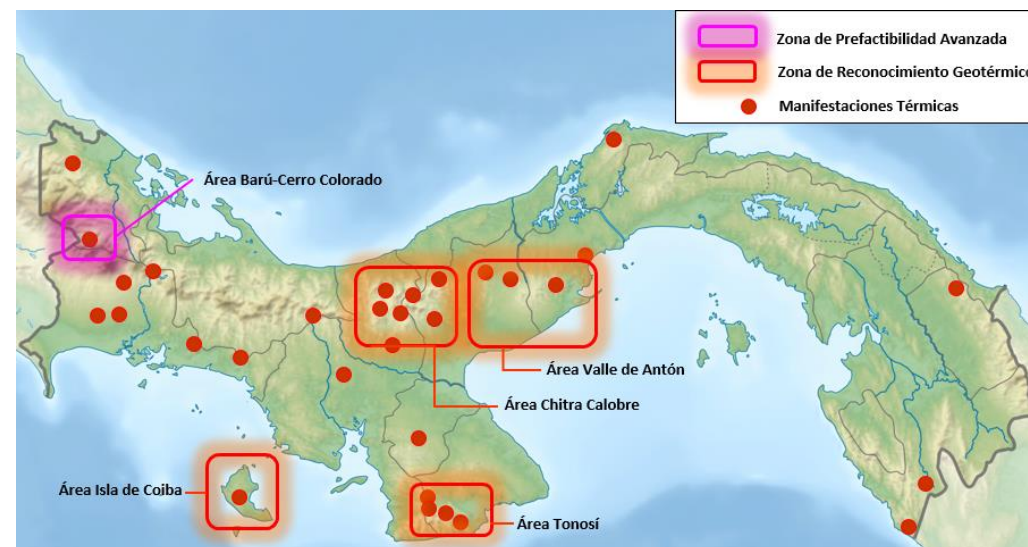 Zona de Prefactibilidad Avanzada
Zona de Reconocimiento Geotérmico
Manifestaciones Térmicas
Área Barú-Cerro Colorado
Área Valle de Antón
Área Chitra Calobre
Área Isla de Coiba
Área Tonosí